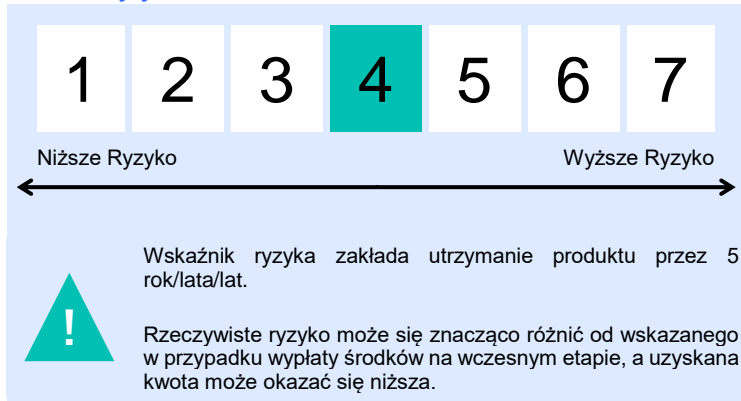 1 2 3 4 5 6 7
Niższe Ryzyko Wyższe Ryzyko
Wskaźnik ryzyka zakłada utrzymanie produktu przez 5
rok/lata/lat.
!
Rzeczywiste ryzyko może się znacząco różnić od wskazanego
w przypadku wypłaty środków na wczesnym etapie, a uzyskana
kwota może okazać się niższa.